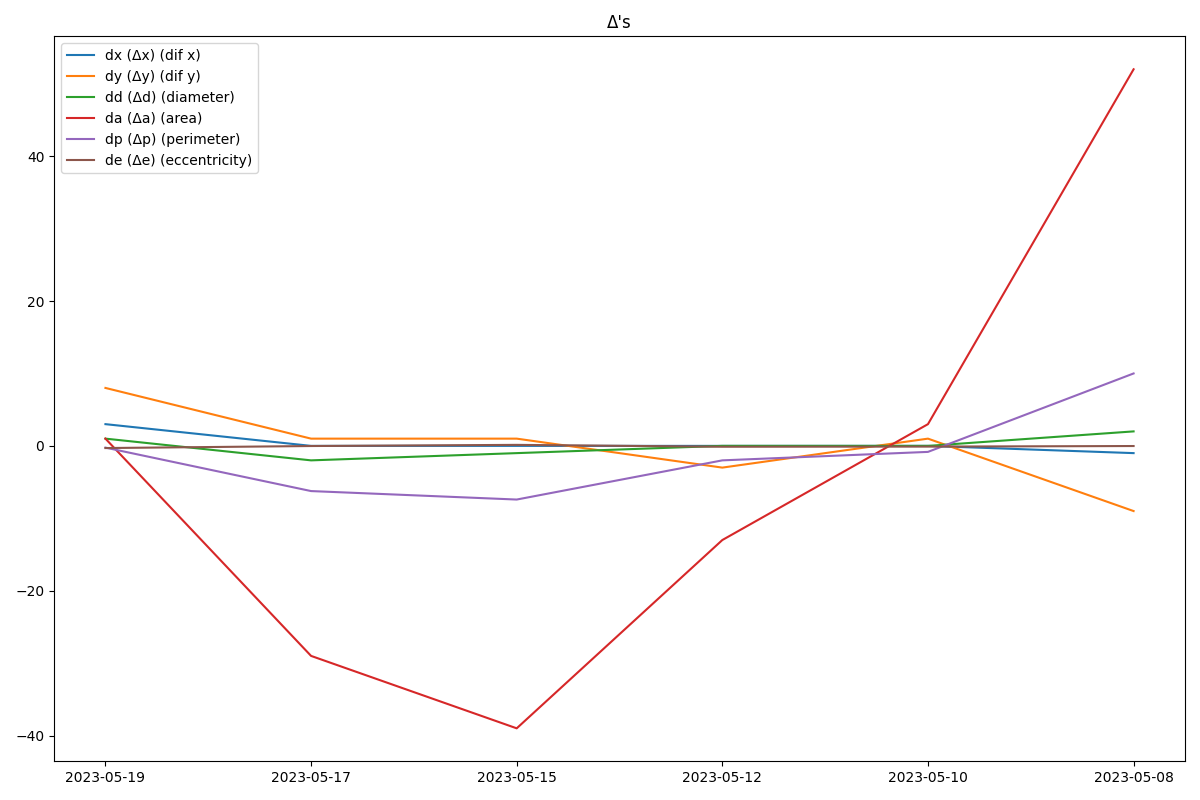 Δ's
dx (Δx) (dif x)
dy (Δy) (dif y)
dd (Δd) (diameter)
da (Δa) (area)
dp (Δp) (perimeter)
de (Δe) (eccentricity)
40
20
0
−20
−40
2023-05-19 2023-05-17 2023-05-15 2023-05-12 2023-05-10 2023-05-08